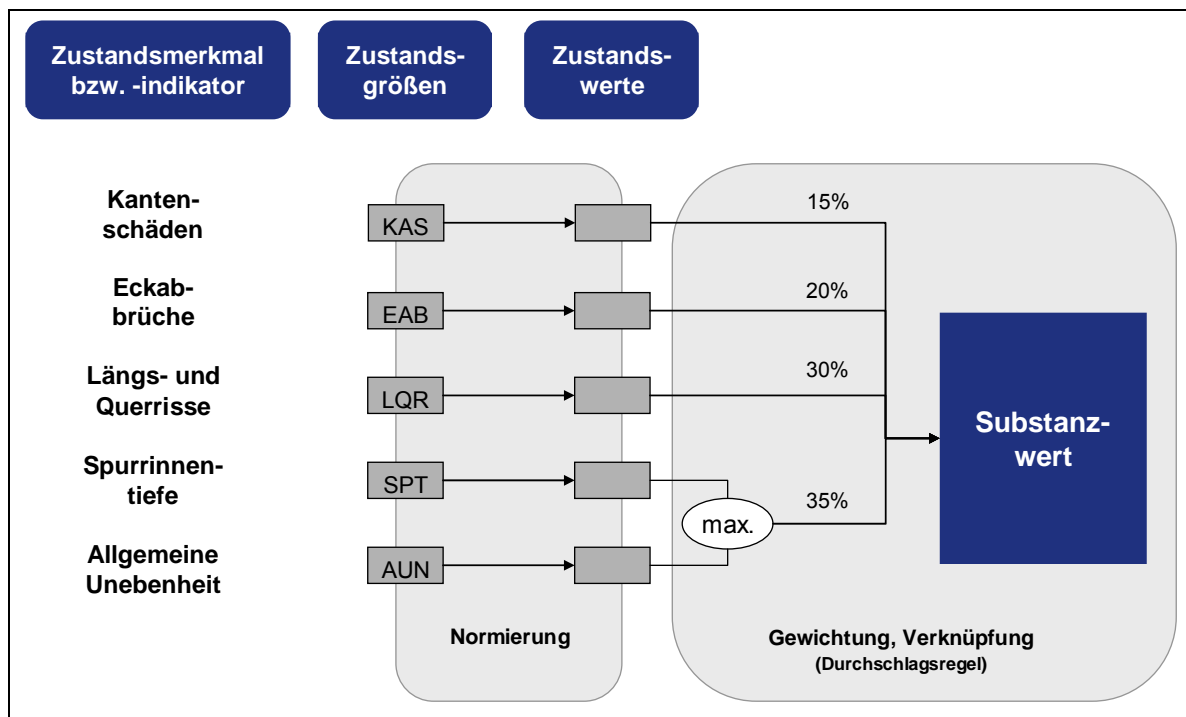 Zustandsmerkmal
bzw. -indikator
Zustands-
größen
Zustands-
werte
Kanten-
schäden
KAS
15%
Eckab-
brüche
EAB
20%
Längs- und
Querrisse
LQR
30%
Substanz-
wert
Spurrinnen-
tiefe
SPT
max.
35%
Allgemeine
Unebenheit
AUN
Normierung
Gewichtung, Verknüpfung
(Durchschlagsregel)